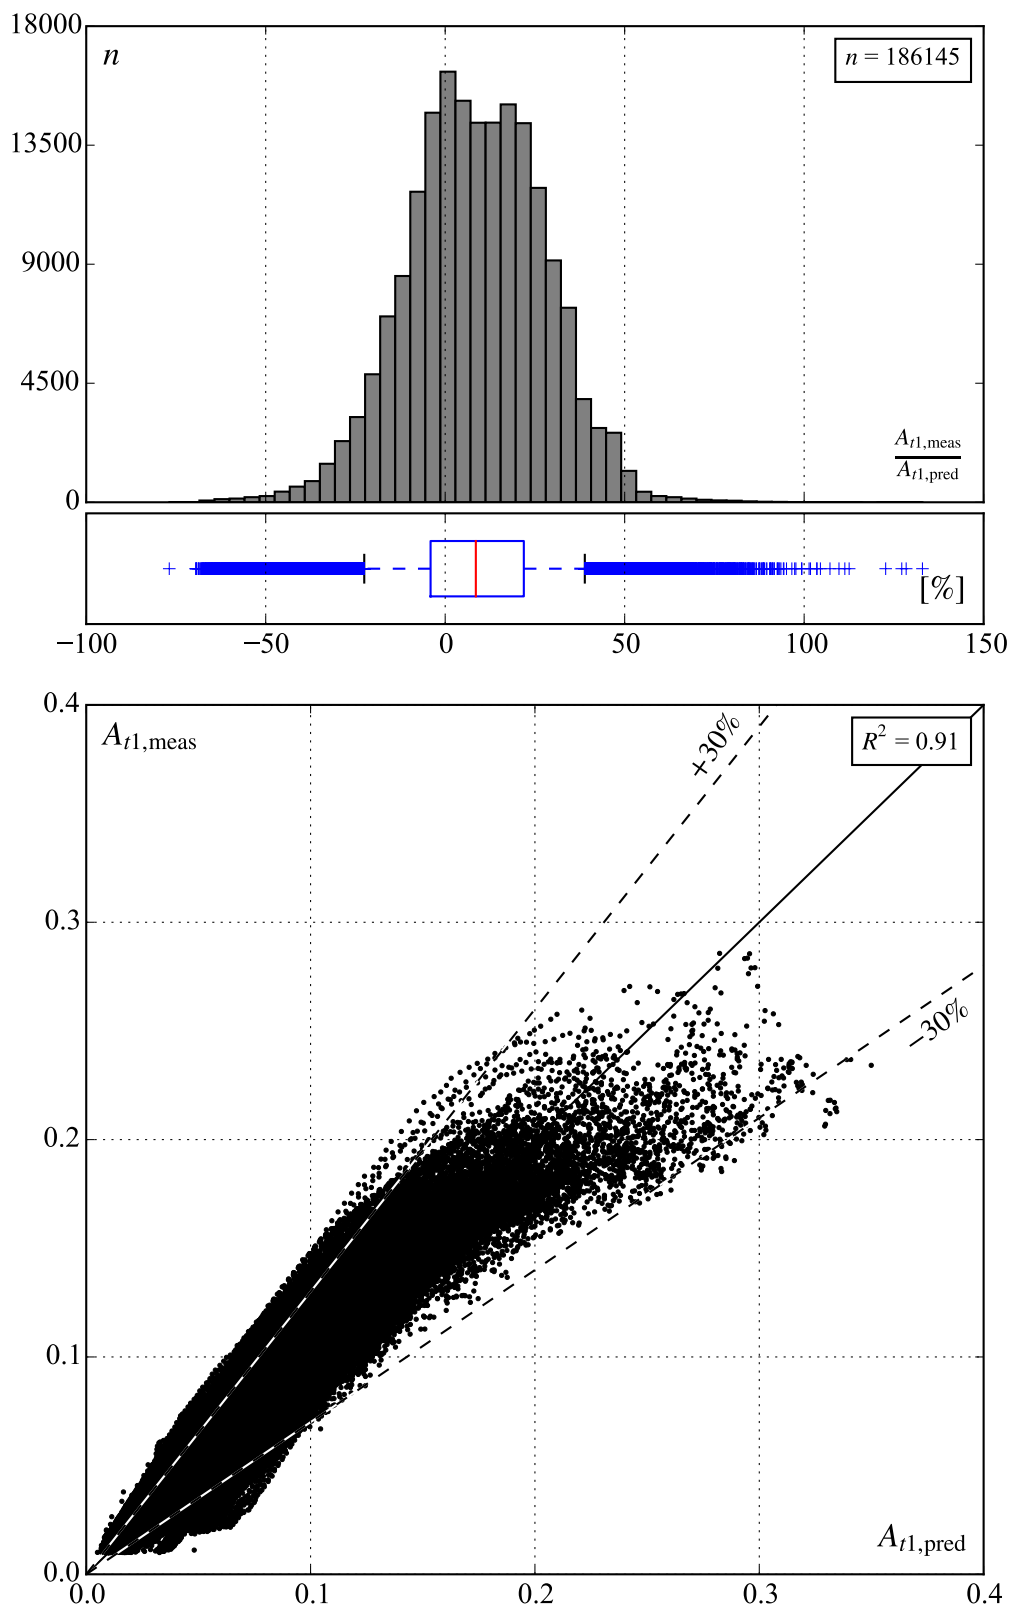 18000
n
n = 186145
13500
9000
4500
A_{t1,meas}
A_{t1,pred}
0
[%]
−100 −50 0 50 100 150
0.4
A_{t1,meas}
+30%
R² = 0.91
0.3
−30%
0.2
0.1
A_{t1,pred}
0.0
0.0 0.1 0.2 0.3 0.4